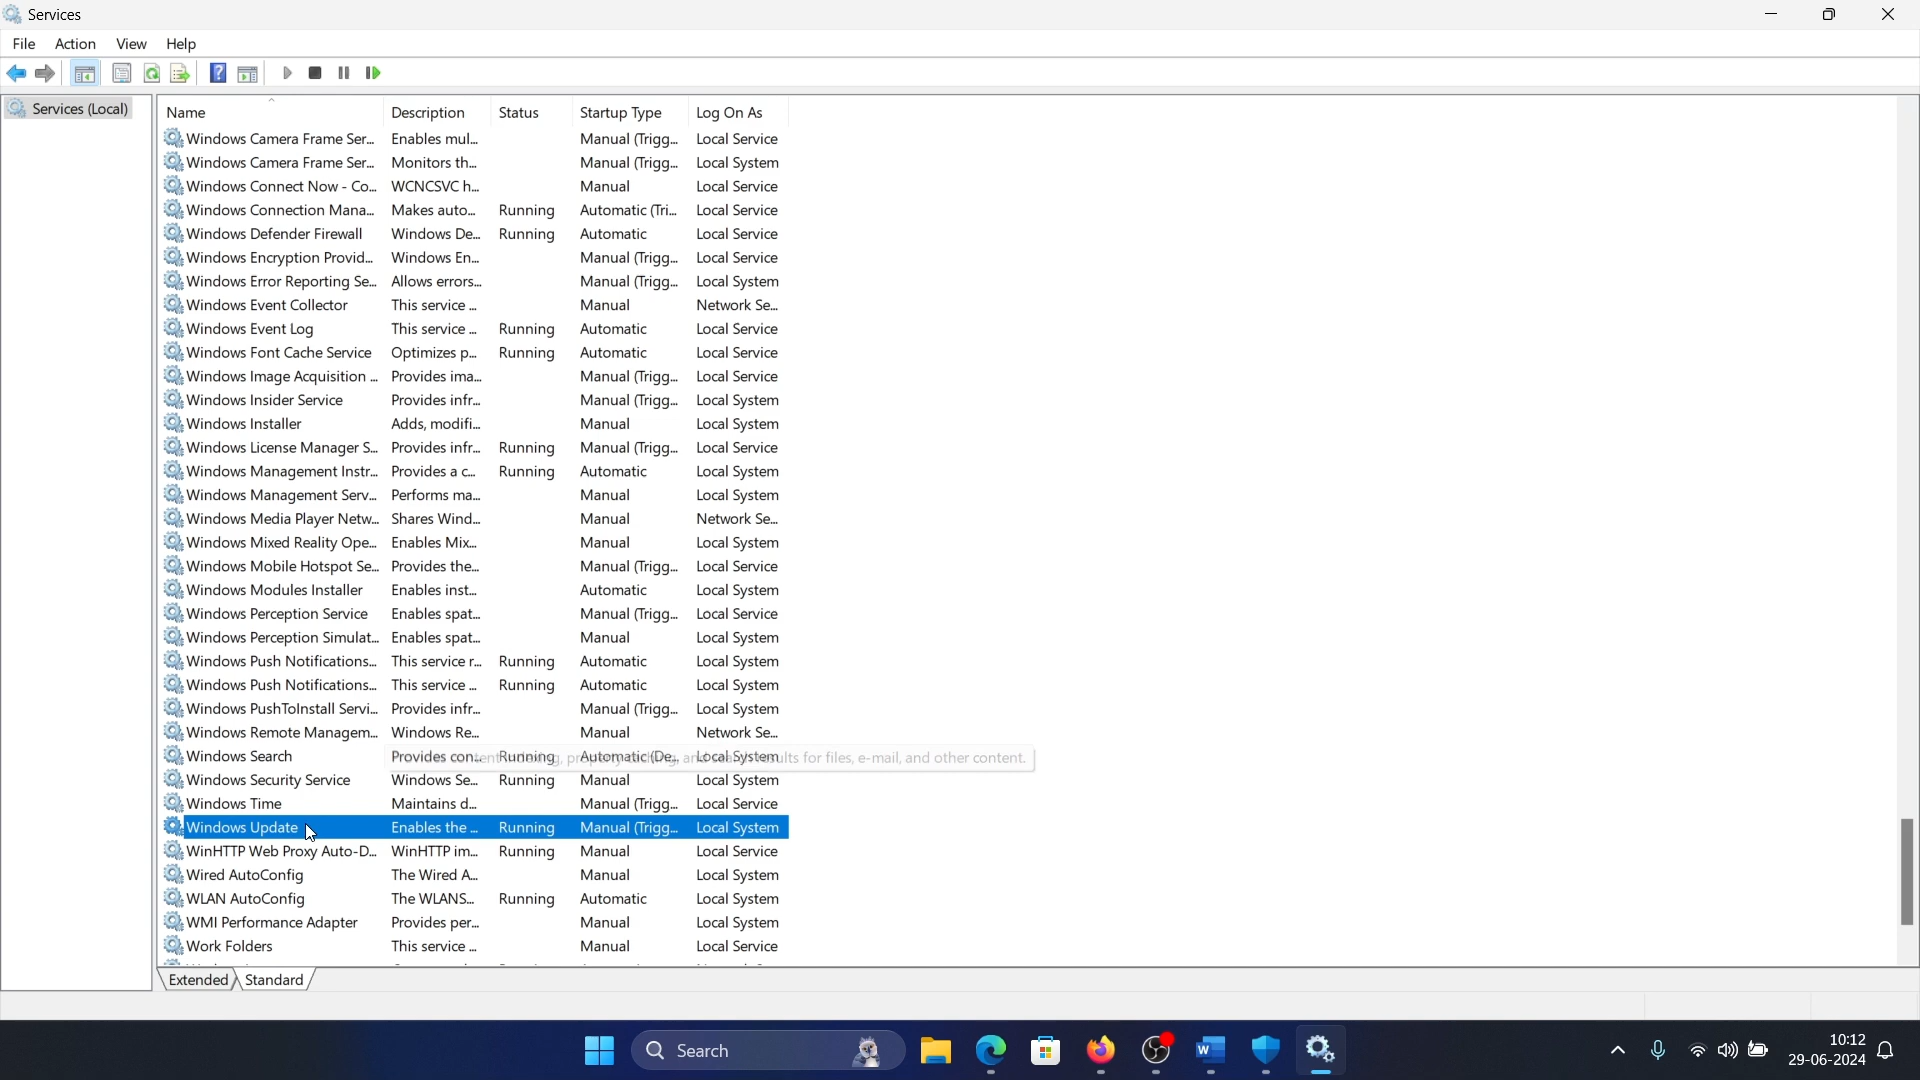 Services
File Action View Help
Services (Local)
Name Description Status Startup Type Log On As
Windows Camera Frame Ser... Enables mul... Manual (Trigg... Local Service
Windows Camera Frame Ser... Monitors th... Manual (Trigg... Local System
Windows Connect Now - Co... WCNCSVC h... Manual Local Service
Windows Connection Mana... Makes auto... Running Automatic (Tri... Local Service
Windows Defender Firewall Windows De... Running Automatic Local Service
Windows Encryption Provid... Windows En... Manual (Trigg... Local Service
Windows Error Reporting Se... Allows errors... Manual (Trigg... Local System
Windows Event Collector This service ... Manual Network Se...
Windows Event Log This service ... Running Automatic Local Service
Windows Font Cache Service Optimizes p... Running Automatic Local Service
Windows Image Acquisition ... Provides ima... Manual (Trigg... Local Service
Windows Insider Service Provides infr... Manual (Trigg... Local System
Windows Installer Adds, modifi... Manual Local System
Windows License Manager S... Provides infr... Running Manual (Trigg... Local Service
Windows Management Instr... Provides a c... Running Automatic Local System
Windows Management Serv... Performs ma... Manual Local System
Windows Media Player Netw... Shares Wind... Manual Network Se...
Windows Mixed Reality Ope... Enables Mix... Manual Local System
Windows Mobile Hotspot Se... Provides the... Manual (Trigg... Local Service
Windows Modules Installer Enables inst... Automatic Local System
Windows Perception Service Enables spat... Manual (Trigg... Local Service
Windows Perception Simulat... Enables spat... Manual Local System
Windows Push Notifications... This service r... Running Automatic Local System
Windows Push Notifications... This service ... Running Automatic Local System
Windows PushToInstall Servi... Provides infr... Manual (Trigg... Local System
Windows Remote Managem... Windows Re... Manual Network Se...
Windows Search Provides con... Running Automatic (De... Local System results for files, e-mail, and other content.
Windows Security Service Windows Se... Running Manual Local System
Windows Time Maintains d... Manual (Trigg... Local Service
Windows Update Enables the ... Running Manual (Trigg... Local System
WinHTTP Web Proxy Auto-D... WinHTTP im... Running Manual Local Service
Wired AutoConfig The Wired A... Manual Local System
WLAN AutoConfig The WLANS... Running Automatic Local System
WMI Performance Adapter Provides per... Manual Local System
Work Folders This service ... Manual Local Service
Extended Standard
Search 10:12
29-06-2024